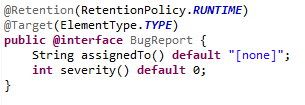 @Retention(RetentionPolicy.RUNTIME)
@Target(ElementType.TYPE)
public @interface BugReport {
    String assignedTo() default "[none]";
    int severity() default 0;
}